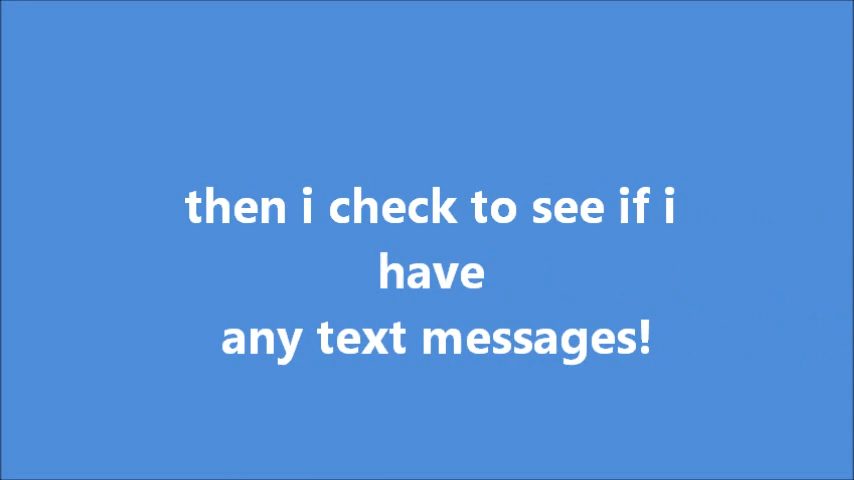 then i check to see if i
have
any text messages!